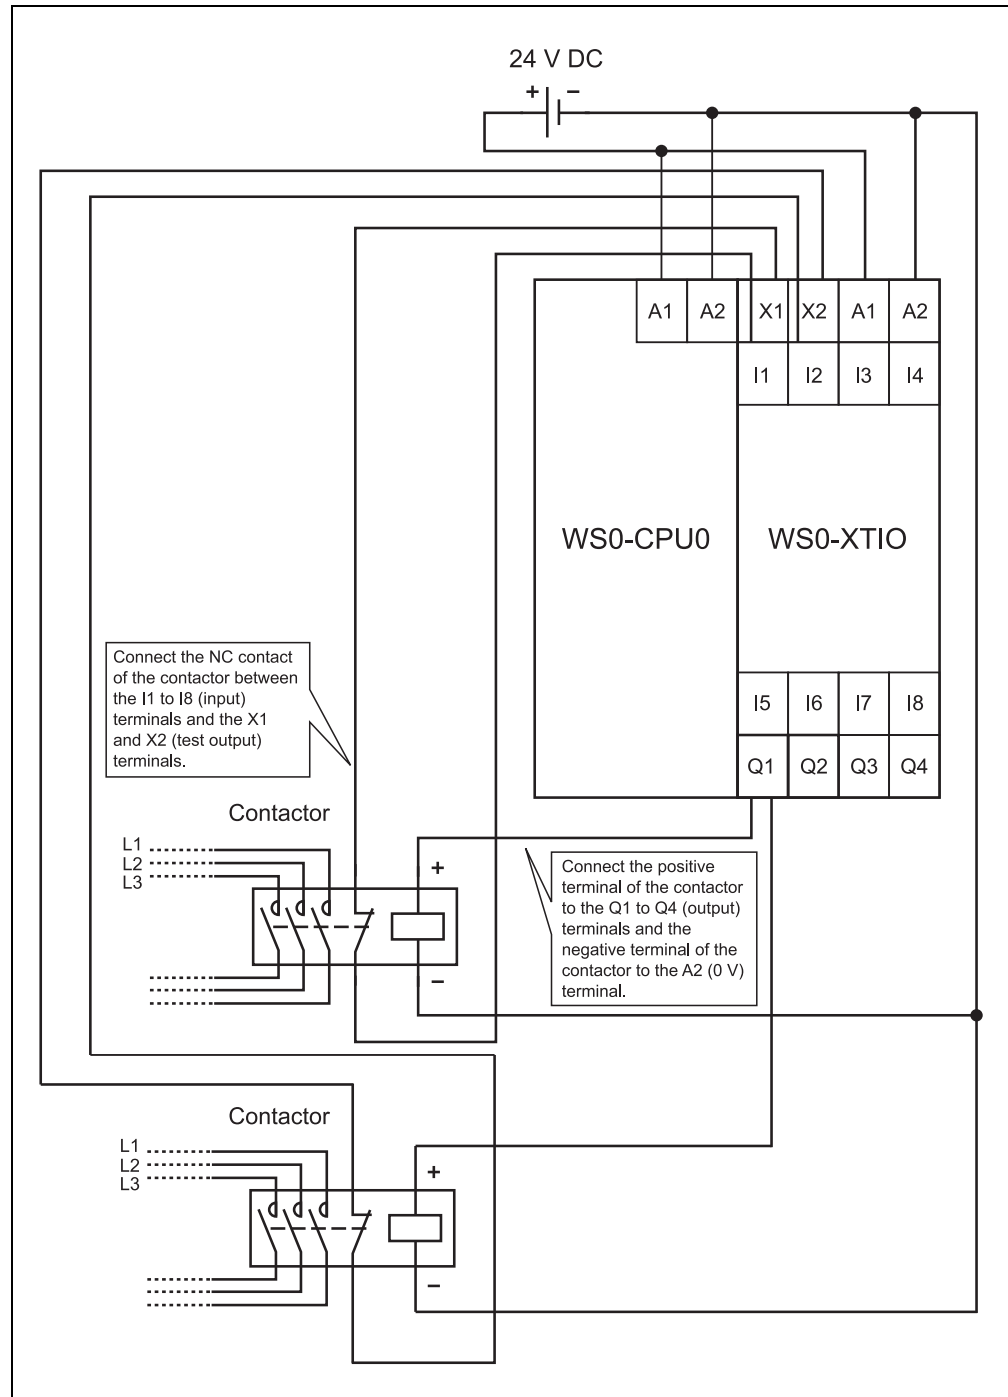 24 V DC
+ −
A1 A2 X1 X2 A1 A2
I1 I2 I3 I4
WS0-CPU0 WS0-XTIO
Connect the NC contact
of the contactor between
the I1 to I8 (input)
terminals and the X1
and X2 (test output)
terminals.
I5 I6 I7 I8
Q1 Q2 Q3 Q4
Contactor
L1
L2
L3
+
−
Connect the positive
terminal of the contactor
to the Q1 to Q4 (output)
terminals and the
negative terminal of the
contactor to the A2 (0 V)
terminal.
Contactor
L1
L2
L3
+
−